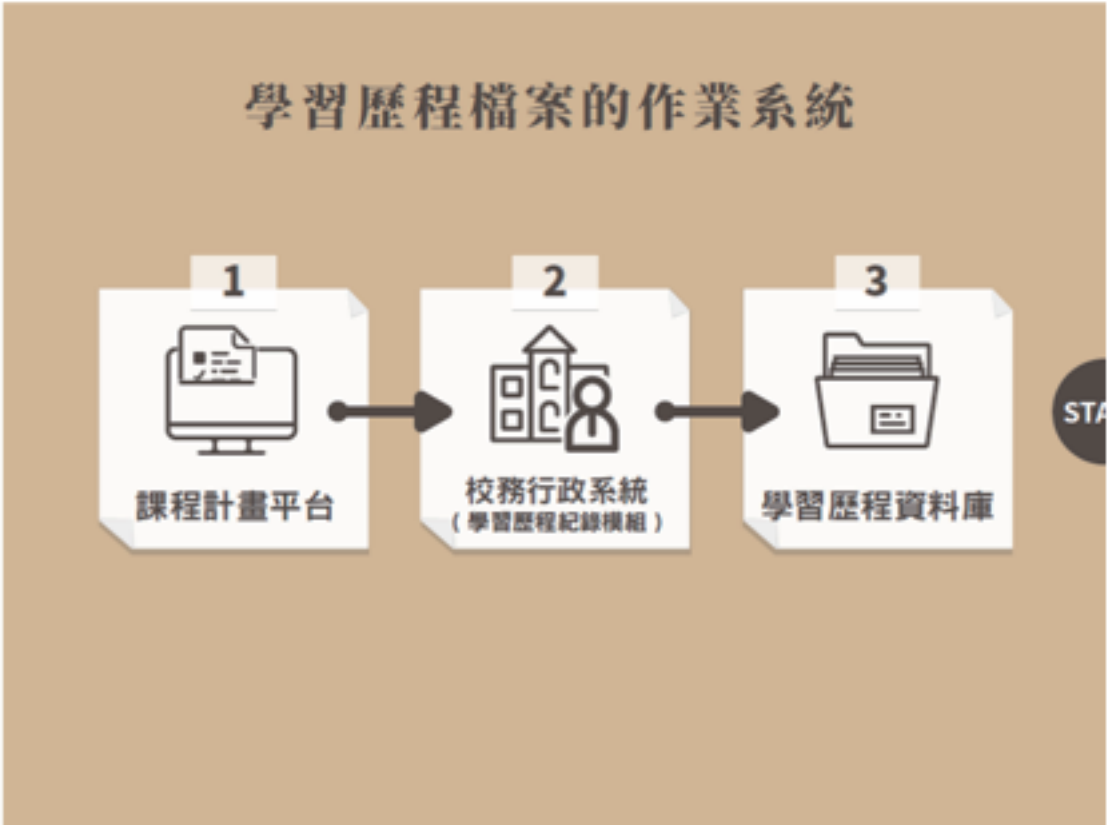 學習歷程檔案的作業系統
1
課程計畫平台
2
校務行政系統
(學習歷程紀錄模組)
3
學習歷程資料庫
STA